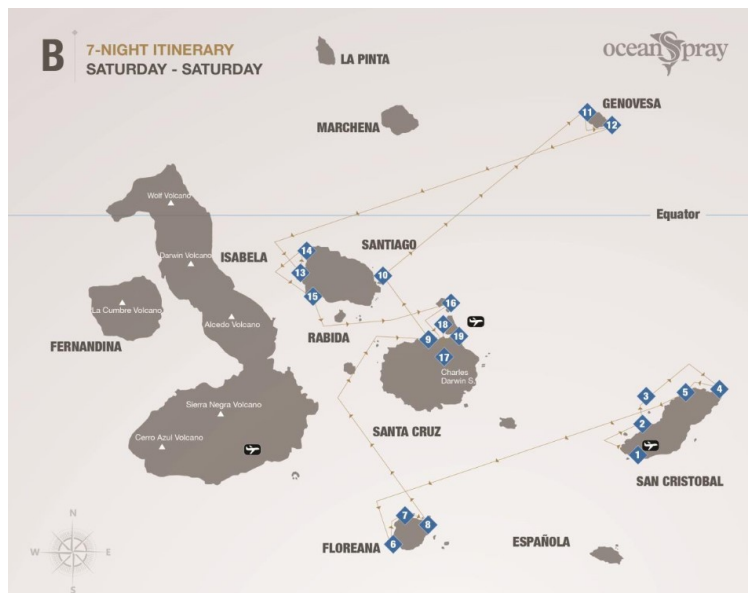 B
7-NIGHT ITINERARY
SATURDAY - SATURDAY
oceanSpray
LA PINTA
MARCHENA
GENOVESA
11
12
Equator
Wolf Volcano
Darwin Volcano
ISABELA
SANTIAGO
14
13
10
15
La Cumbre Volcano
Alcedo Volcano
FERNANDINA
RABIDA
16
18
9
19
17
Charles
Darwin S.
Sierra Negra Volcano
Cerro Azul Volcano
SANTA CRUZ
3
5
4
2
1
SAN CRISTOBAL
7
8
6
FLOREANA
ESPAÑOLA
N
W
E
S